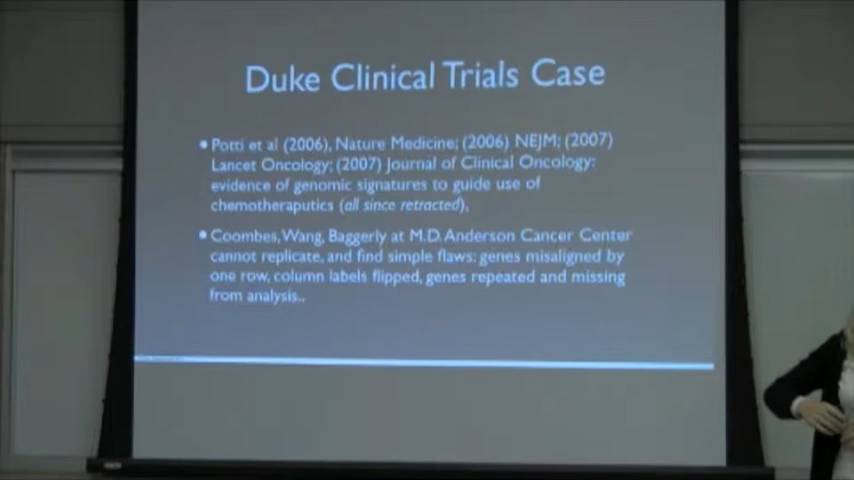 Duke Clinical Trials Case
• Potti et al (2006), Nature Medicine; (2006) NEJM; (2007)
Lancet Oncology; (2007) Journal of Clinical Oncology:
evidence of genomic signatures to guide use of
chemotheraputics (all since retracted),
• Coombes, Wang, Baggerly at M.D. Anderson Cancer Center
cannot replicate, and find simple flaws: genes misaligned by
one row, column labels flipped, genes repeated and missing
from analysis..